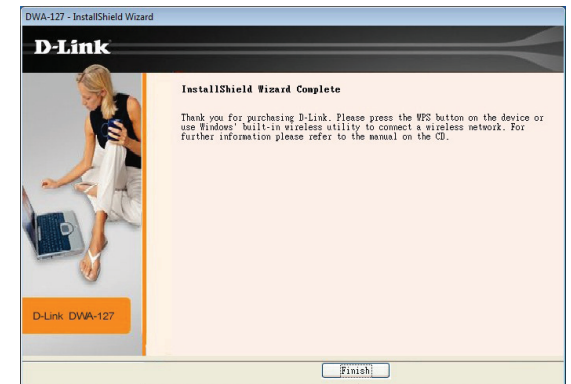 DWA-127 - InstallShield Wizard
D-Link
InstallShield Wizard Complete
Thank you for purchasing D-Link. Please press the WPS button on the device or
use Windows' built-in wireless utility to connect a wireless network. For
further information please refer to the manual on the CD.
D-Link DWA-127
Finish